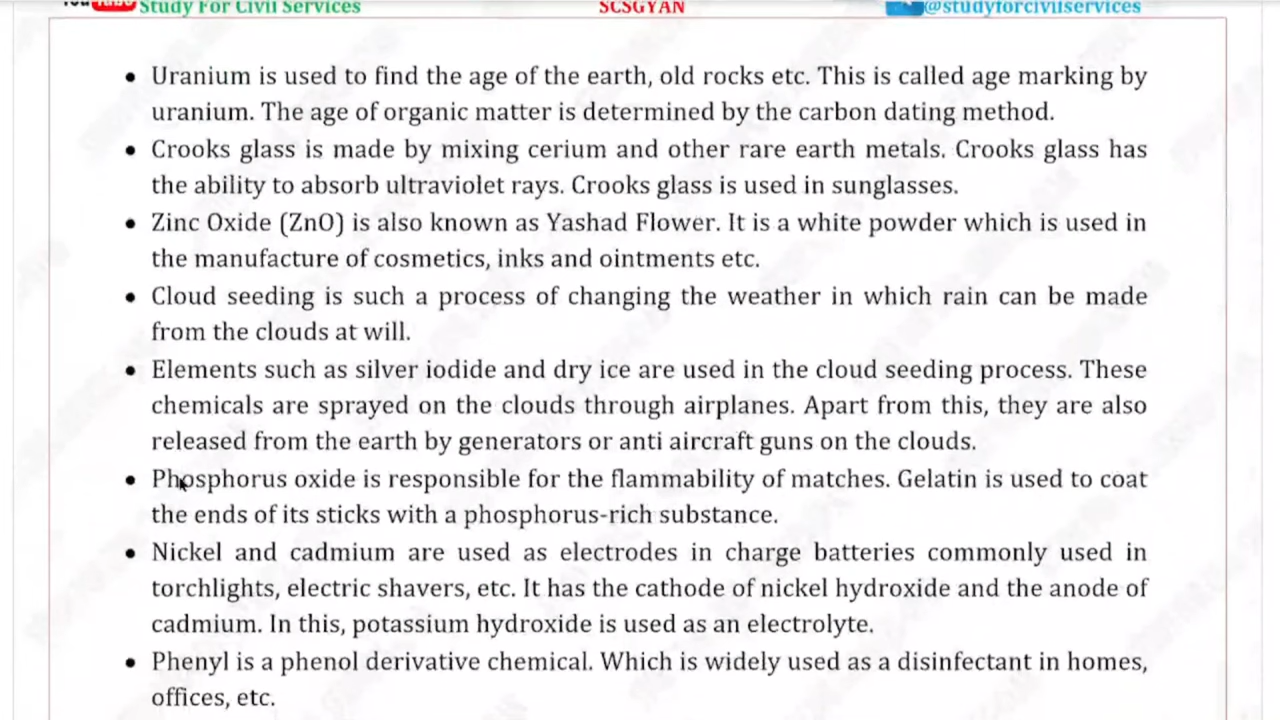 YouTube Study For Civil Services SCSGYAN @studyforcivilservices
• Uranium is used to find the age of the earth, old rocks etc. This is called age marking by
uranium. The age of organic matter is determined by the carbon dating method.
• Crooks glass is made by mixing cerium and other rare earth metals. Crooks glass has
the ability to absorb ultraviolet rays. Crooks glass is used in sunglasses.
• Zinc Oxide (ZnO) is also known as Yashad Flower. It is a white powder which is used in
the manufacture of cosmetics, inks and ointments etc.
• Cloud seeding is such a process of changing the weather in which rain can be made
from the clouds at will.
• Elements such as silver iodide and dry ice are used in the cloud seeding process. These
chemicals are sprayed on the clouds through airplanes. Apart from this, they are also
released from the earth by generators or anti aircraft guns on the clouds.
• Phosphorus oxide is responsible for the flammability of matches. Gelatin is used to coat
the ends of its sticks with a phosphorus-rich substance.
• Nickel and cadmium are used as electrodes in charge batteries commonly used in
torchlights, electric shavers, etc. It has the cathode of nickel hydroxide and the anode of
cadmium. In this, potassium hydroxide is used as an electrolyte.
• Phenyl is a phenol derivative chemical. Which is widely used as a disinfectant in homes,
offices, etc.